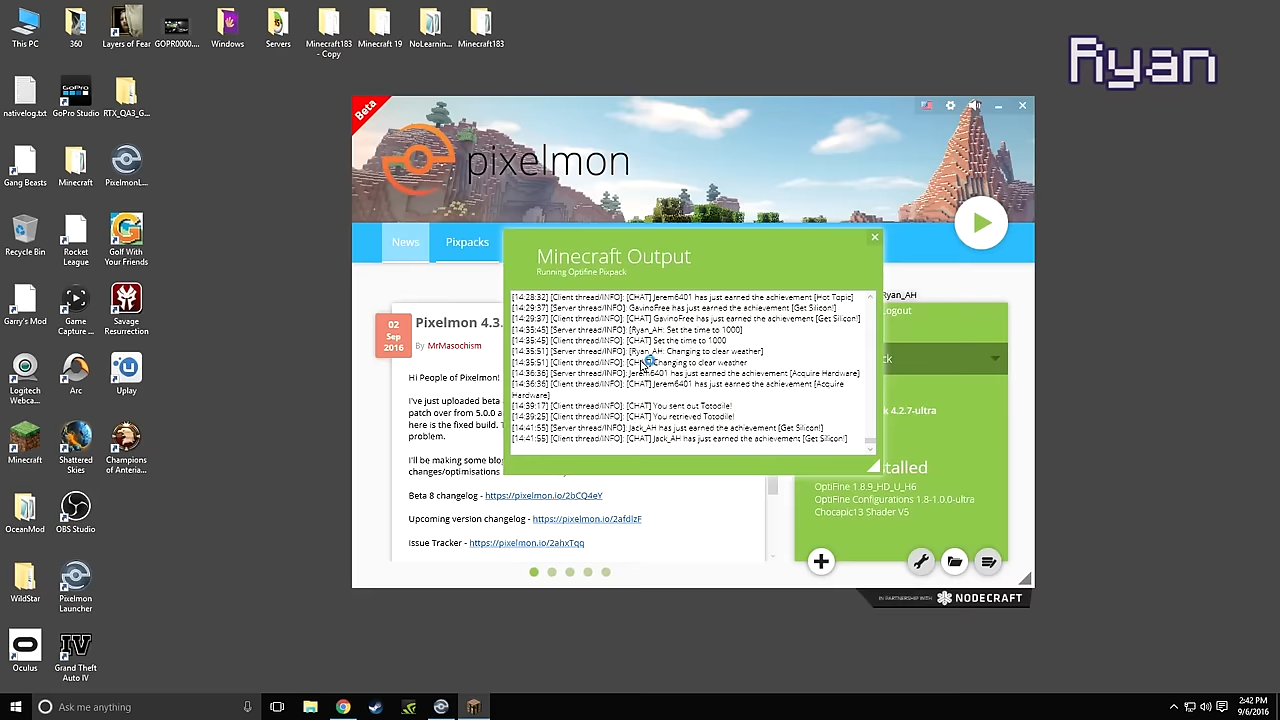 This PC
360
Layers of Fear
GOPR0000....
Windows
Servers
Minecraft183 - Copy
Minecraft 19
NoLearnin...
Minecraft183
Ryan
nativelog.txt
GoPro Studio
RTX_QA3_G...
Gang Beasts
Minecraft
PixelmonL...
Recycle Bin
Rocket League
Golf With Your Friends
Garry's Mod
Game Capture ...
Savage Resurrection
Logitech Webca...
Arc
Uplay
Minecraft
Shattered Skies
Champions of Anteria...
OceanMod
OBS Studio
WildStar
Pixelmon Launcher
Oculus
Grand Theft Auto IV
Beta
pixelmon
News
Pixpacks
Minecraft Output
Running Optifine Pixpack
[14:28:32] [Client thread/INFO]: [CHAT] Jerem6401 has just earned the achievement [Hot Topic]
[14:29:37] [Server thread/INFO]: GavinoFree has just earned the achievement [Get Silicon!]
[14:29:37] [Client thread/INFO]: [CHAT] GavinoFree has just earned the achievement [Get Silicon!]
[14:35:45] [Server thread/INFO]: [Ryan_AH: Set the time to 1000]
[14:35:45] [Client thread/INFO]: [CHAT] Set the time to 1000
[14:35:51] [Server thread/INFO]: [Ryan_AH: Changing to clear weather]
[14:35:51] [Client thread/INFO]: [CHAT] Changing to clear weather
[14:36:36] [Server thread/INFO]: Jerem6401 has just earned the achievement [Acquire Hardware]
[14:36:36] [Client thread/INFO]: [CHAT] Jerem6401 has just earned the achievement [Acquire
Hardware]
[14:39:17] [Client thread/INFO]: [CHAT] You sent out Totodile!
[14:39:25] [Client thread/INFO]: [CHAT] You retrieved Totodile!
[14:41:55] [Server thread/INFO]: Jack_AH has just earned the achievement [Get Silicon!]
[14:41:55] [Client thread/INFO]: [CHAT] Jack_AH has just earned the achievement [Get Silicon!]
02
Sep
2016
Pixelmon 4.3.
By MrMasochism
Hi People of Pixelmon!
I've just uploaded beta
patch over from 5.0.0 a
here is the fixed build. T
problem.
I'll be making some blo
changes/optimisations
Beta 8 changelog - https://pixelmon.io/2bCQ4eY
Upcoming version changelog - https://pixelmon.io/2afdlzF
Issue Tracker - https://pixelmon.io/2ahxTqq
Ryan_AH
Logout
ck
k 4.2.7-ultra
talled
OptiFine 1.8.9_HD_U_H6
OptiFine Configurations 1.8-1.0.0-ultra
Chocapic13 Shader V5
IN PARTNERSHIP WITH NODECRAFT
Ask me anything
2:42 PM
9/6/2016